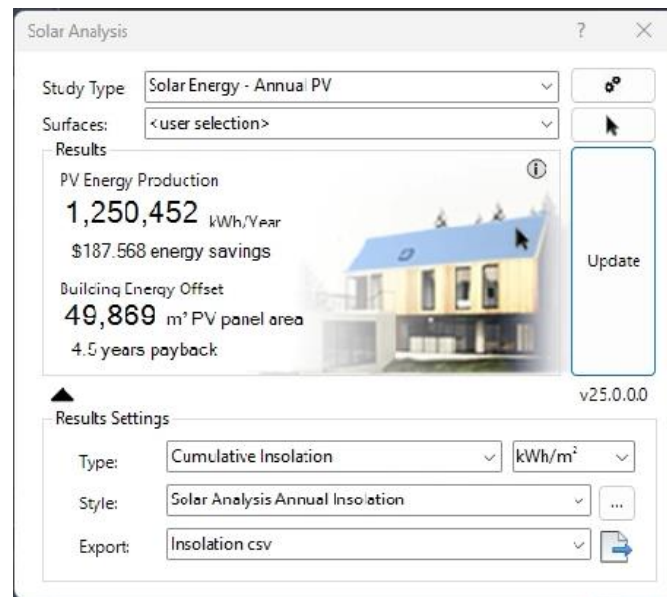 Solar Analysis ? ×
Study Type Solar Energy - Annual PV
Surfaces: <user selection>
Results
PV Energy Production
1,250,452 kWh/Year
$187.568 energy savings
Building Energy Offset
49,869 m² PV panel area
4.5 years payback
Update
v25.0.0.0
Results Settings
Type: Cumulative Insolation kWh/m²
Style: Solar Analysis Annual Insolation ...
Export: Insolation csv